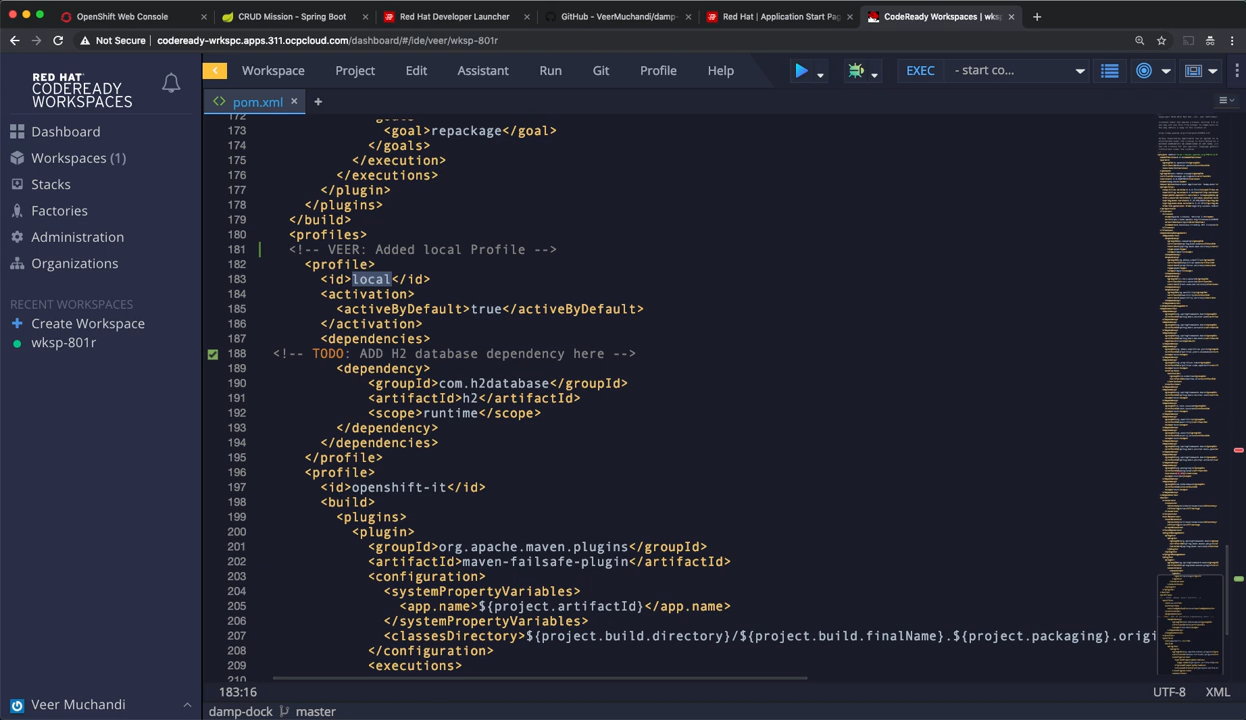 OpenShift Web Console
CRUD Mission - Spring Boot
Red Hat Developer Launcher
GitHub - VeerMuchandi/damp-
Red Hat | Application Start Pag
CodeReady Workspaces | wks
Not Secure | codeready-wrkspc.apps.311.ocpcloud.com/dashboard/#/ide/veer/wksp-801r
RED HAT
CODEREADY
WORKSPACES
Workspace Project Edit Assistant Run Git Profile Help
EXEC - start co...
pom.xml
Dashboard
Workspaces (1)
Stacks
Factories
Administration
Organizations
RECENT WORKSPACES
Create Workspace
wksp-801r
172
173 <goal>repackage</goal>
174 </goals>
175 </execution>
176 </executions>
177 </plugin>
178 </plugins>
179 </build>
180 <profiles>
181 <!-- VEER: Added local Profile -->
182 <profile>
183 <id>local</id>
184 <activation>
185 <activeByDefault>true</activeByDefault>
186 </activation>
187 <dependencies>
188 <!-- TODO: ADD H2 database dependency here -->
189 <dependency>
190 <groupId>com.h2database</groupId>
191 <artifactId>h2</artifactId>
192 <scope>runtime</scope>
193 </dependency>
194 </dependencies>
195 </profile>
196 <profile>
197 <id>openshift-it</id>
198 <build>
199 <plugins>
200 <plugin>
201 <groupId>org.apache.maven.plugins</groupId>
202 <artifactId>maven-failsafe-plugin</artifactId>
203 <configuration>
204 <systemPropertyVariables>
205 <app.name>${project.artifactId}</app.name>
206 </systemPropertyVariables>
207 <classesDirectory>${project.build.directory}/${project.build.finalName}.${project.packaging}.origi
208 </configuration>
209 <executions>
183:16
UTF-8 XML
Veer Muchandi
damp-dock master